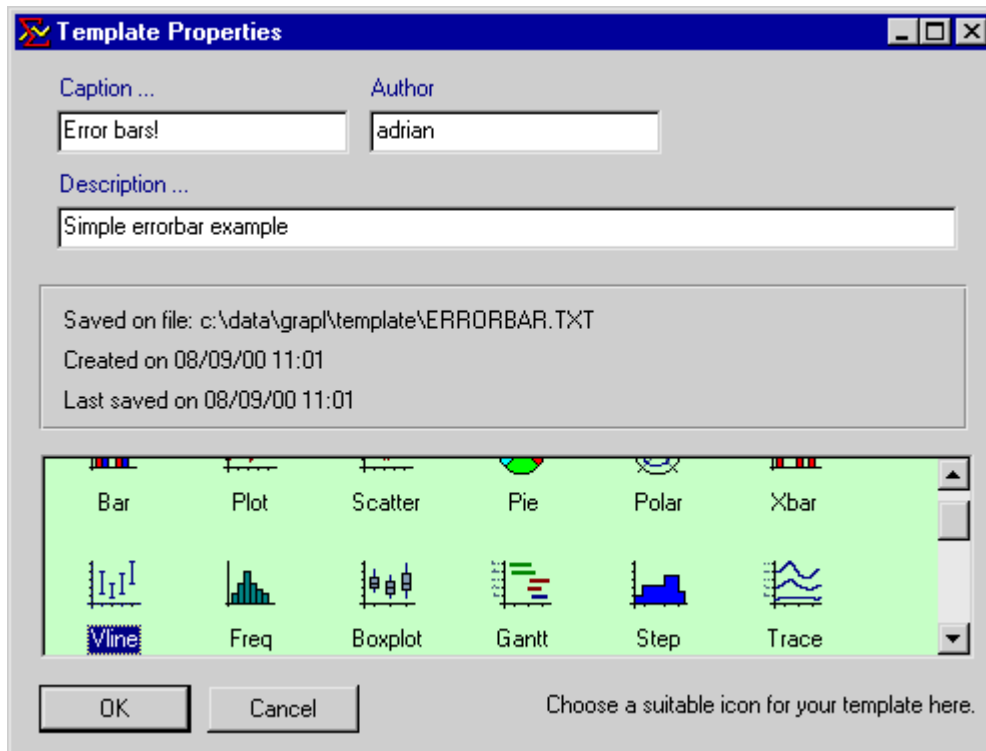 Template Properties
Caption ...
Author
Error bars!
adrian
Description ...
Simple errorbar example
Saved on file: c:\data\grapl\template\ERRORBAR.TXT
Created on 08/09/00 11:01
Last saved on 08/09/00 11:01
Bar Plot Scatter Pie Polar Xbar
Vline Freq Boxplot Gantt Step Trace
OK Cancel Choose a suitable icon for your template here.